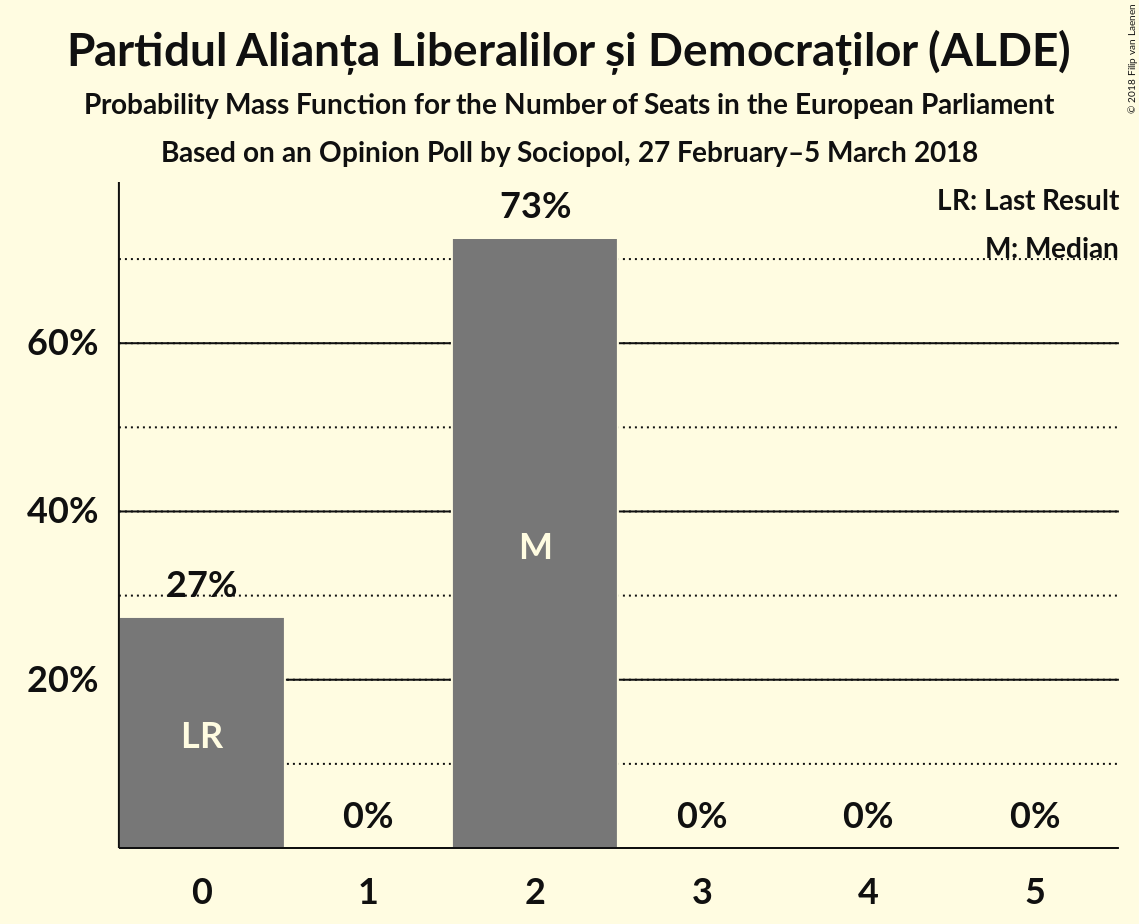 Partidul Alianța Liberalilor și Democraților (ALDE)
Probability Mass Function for the Number of Seats in the European Parliament
Based on an Opinion Poll by Sociopol, 27 February–5 March 2018
© 2018 Filip van Laenen
LR: Last Result
M: Median
73%
60%
40%
M
27%
20%
LR
0%
0%
0%
0%
0 1 2 3 4 5